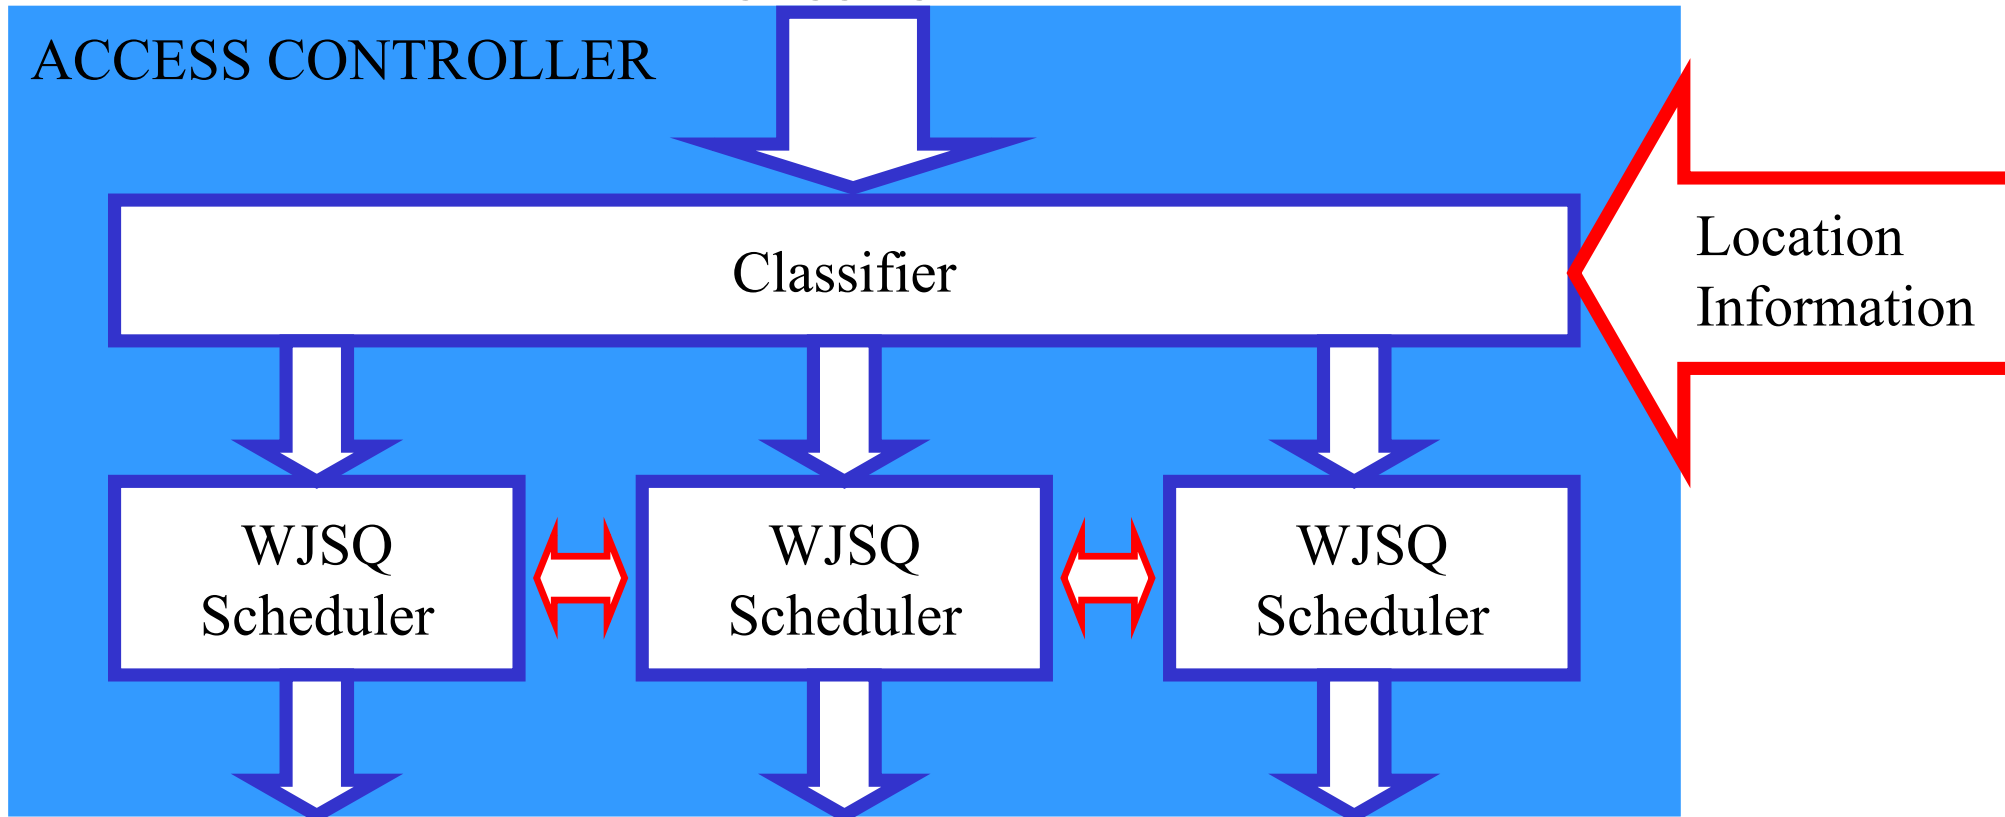 ACCESS CONTROLLER
Classifier
Location
Information
WJSQ
Scheduler
WJSQ
Scheduler
WJSQ
Scheduler